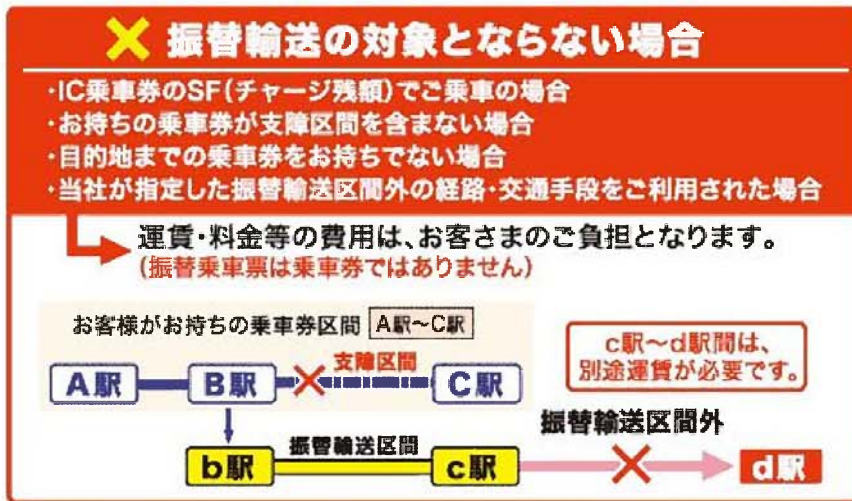 振替輸送の対象とならない場合
・IC乗車券のSF(チャージ残額)でご乗車の場合
・お持ちの乗車券が支障区間を含まない場合
・目的地までの乗車券をお持ちでない場合
・当社が指定した振替輸送区間外の経路・交通手段をご利用された場合
運賃・料金等の費用は、お客さまのご負担となります。
(振替乗車票は乗車券ではありません)
お客様がお持ちの乗車券区間 A駅〜C駅
支障区間
A駅 B駅 C駅
c駅〜d駅間は、
別途運賃が必要です。
振替輸送区間
振替輸送区間外
b駅 c駅 d駅